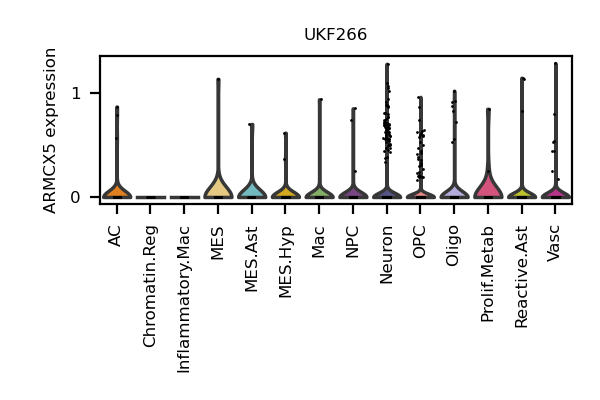 UKF266
ARMCX5 expression
1
0
AC
Chromatin.Reg
Inflammatory.Mac
MES
MES.Ast
MES.Hyp
Mac
NPC
Neuron
OPC
Oligo
Prolif.Metab
Reactive.Ast
Vasc